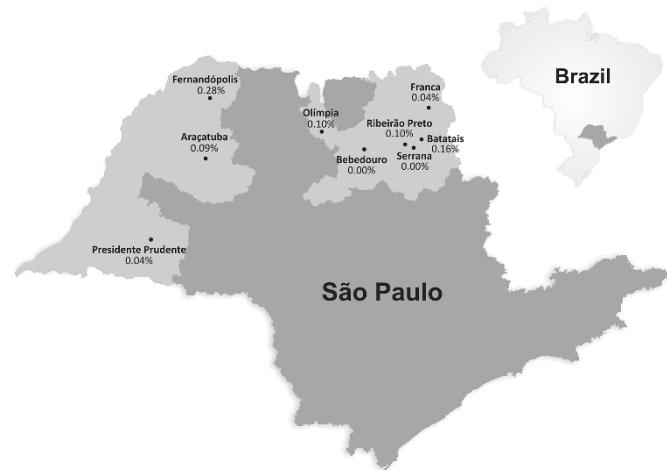 Brazil
Fernandópolis
0.28%
Franca
0.04%
Olímpia
0.10%
Ribeirão Preto
0.10%
Araçatuba
0.09%
Batatais
0.16%
Bebedouro
0.00%
Serrana
0.00%
Presidente Prudente
0.04%
São Paulo